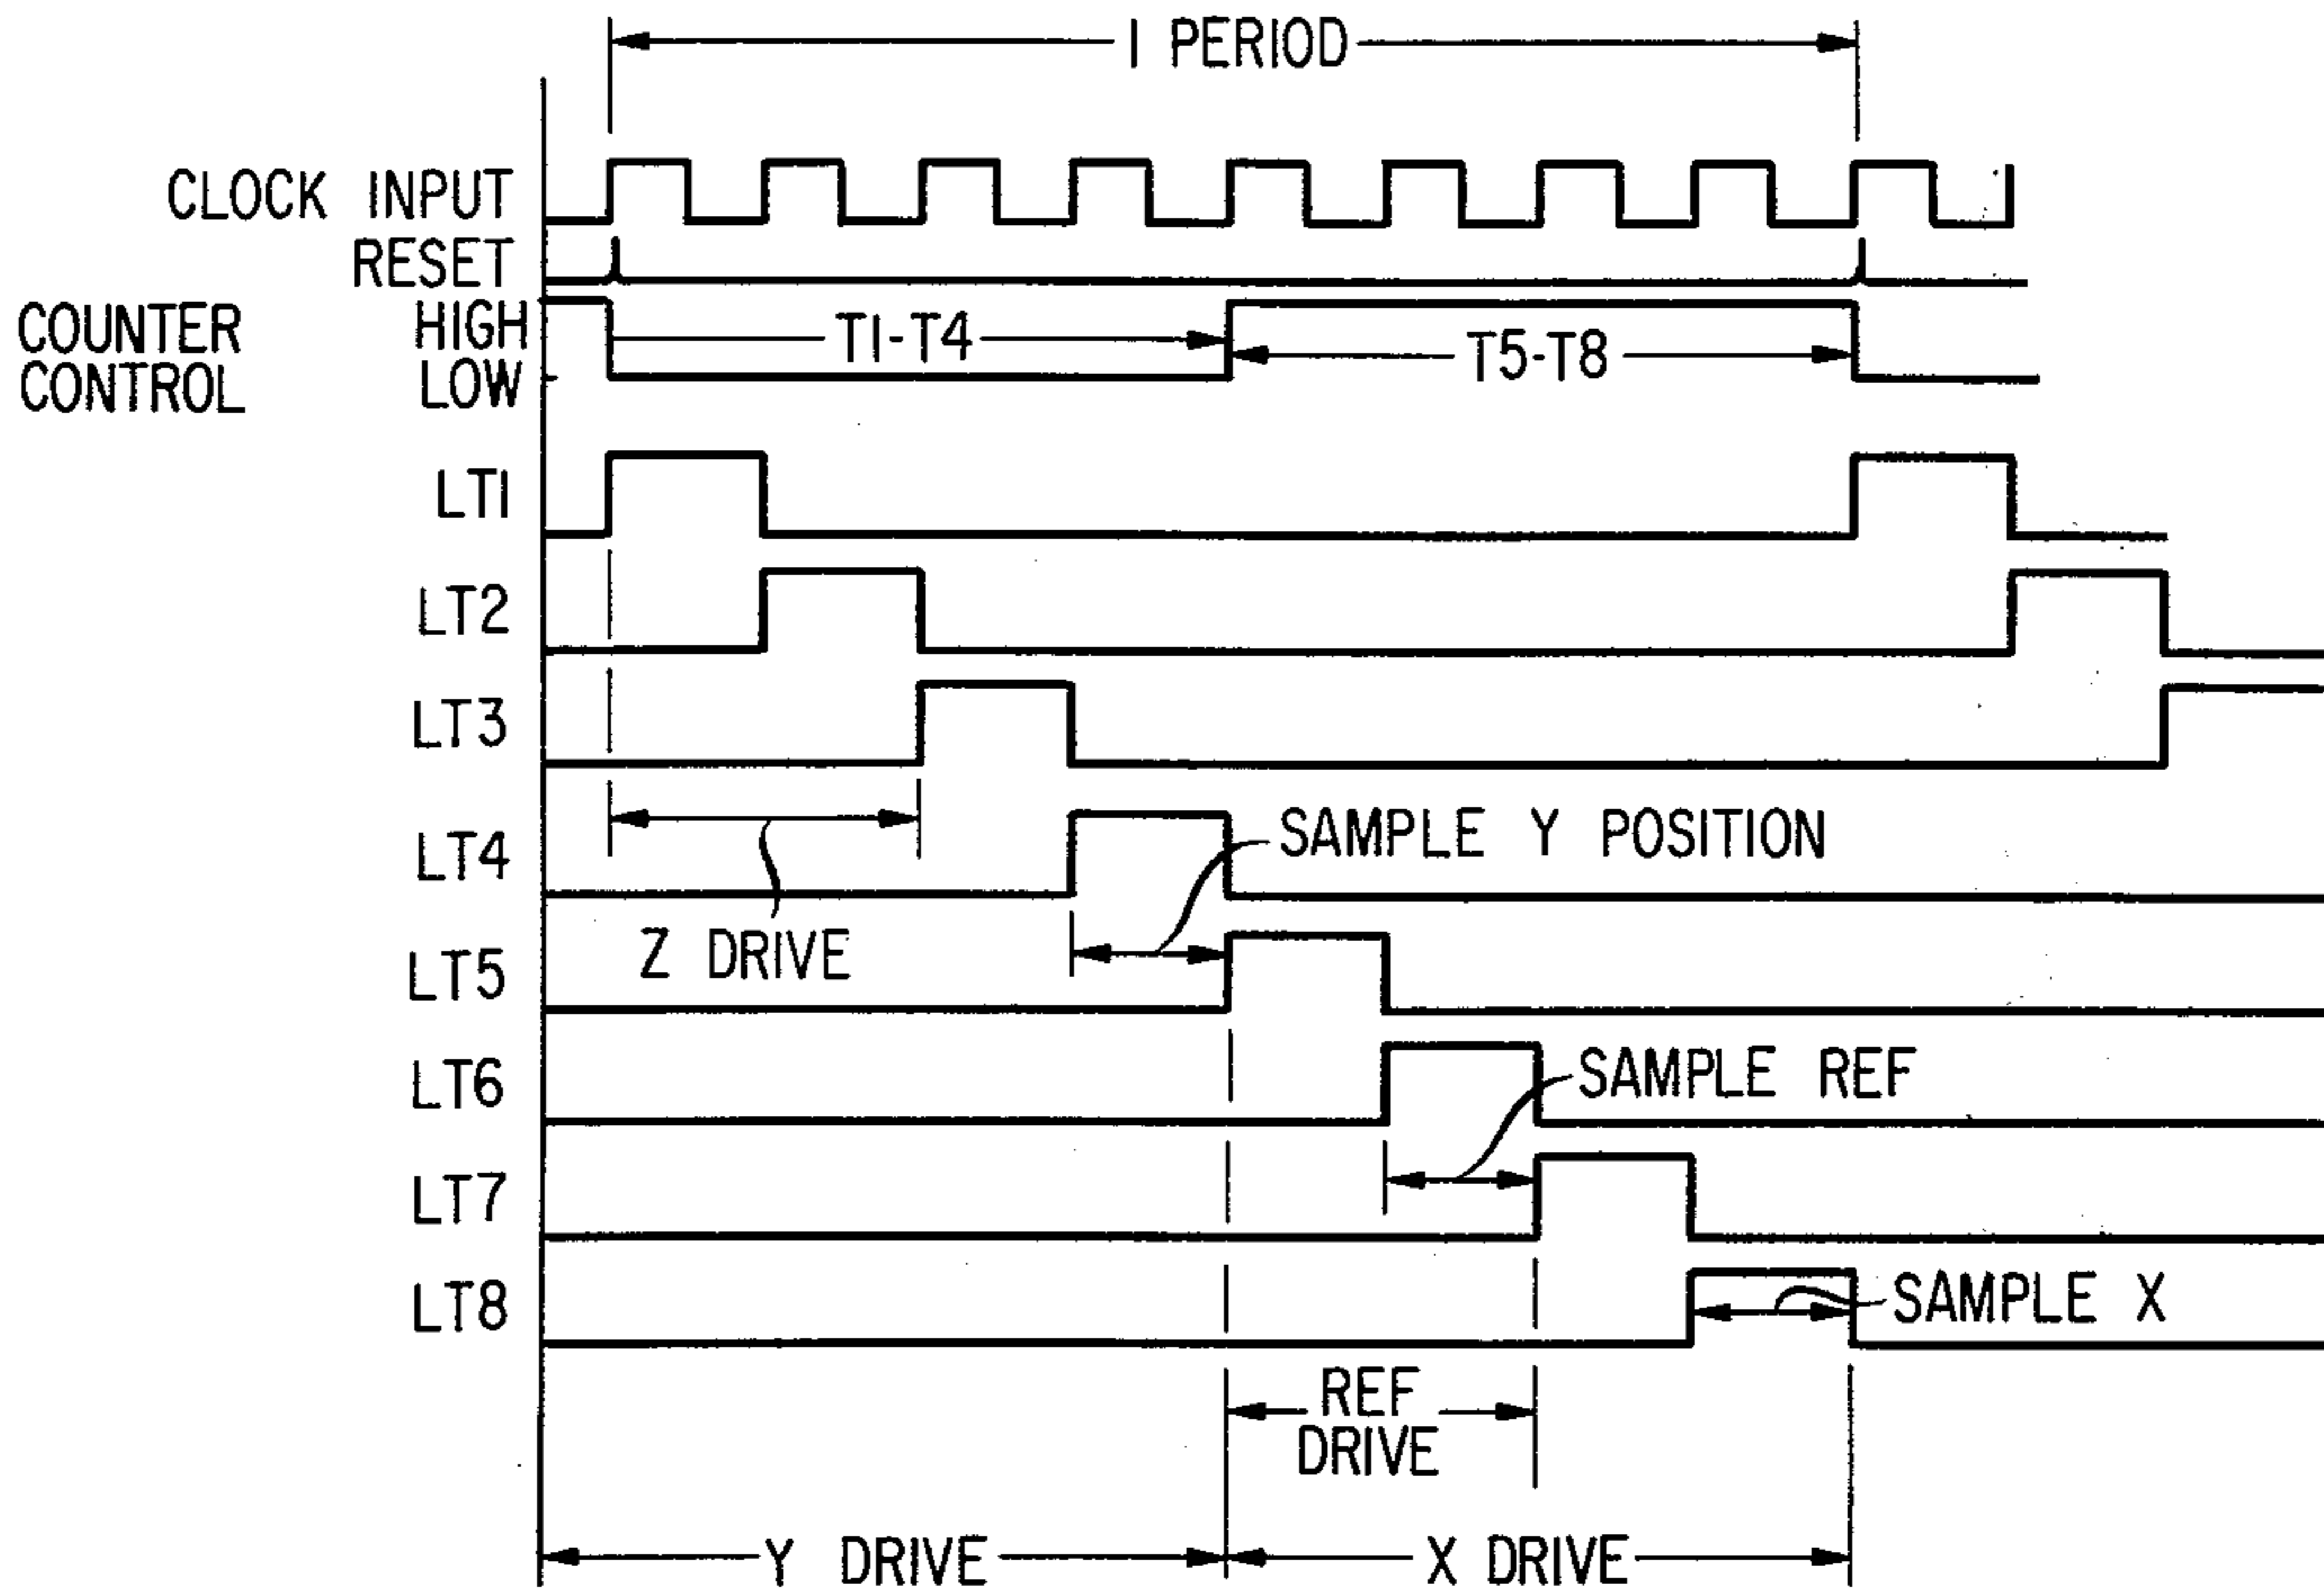 1 PERIOD
CLOCK INPUT
RESET
COUNTER CONTROL
HIGH
LOW
T1-T4
T5-T8
LT1
LT2
LT3
LT4
SAMPLE Y POSITION
Z DRIVE
LT5
LT6
SAMPLE REF
LT7
LT8
SAMPLE X
REF
DRIVE
Y DRIVE
X DRIVE